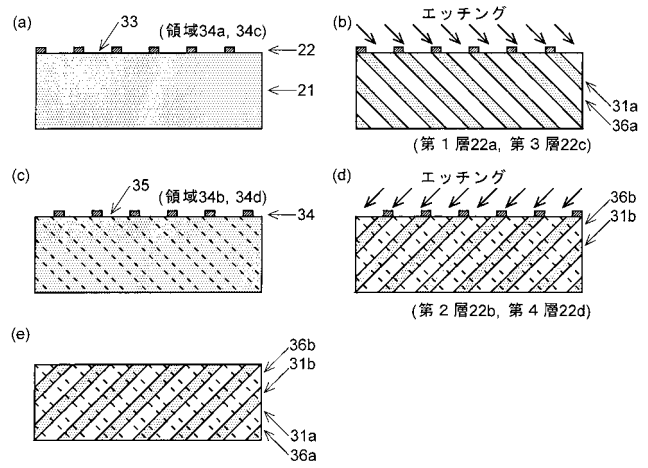 (a)
33
(領域34a, 34c)
22
21
(b)
エッチング
31a
36a
(第1層22a, 第3層22c)
(c)
35
(領域34b, 34d)
34
(d)
エッチング
36b
31b
(第2層22b, 第4層22d)
(e)
36b
31b
31a
36a